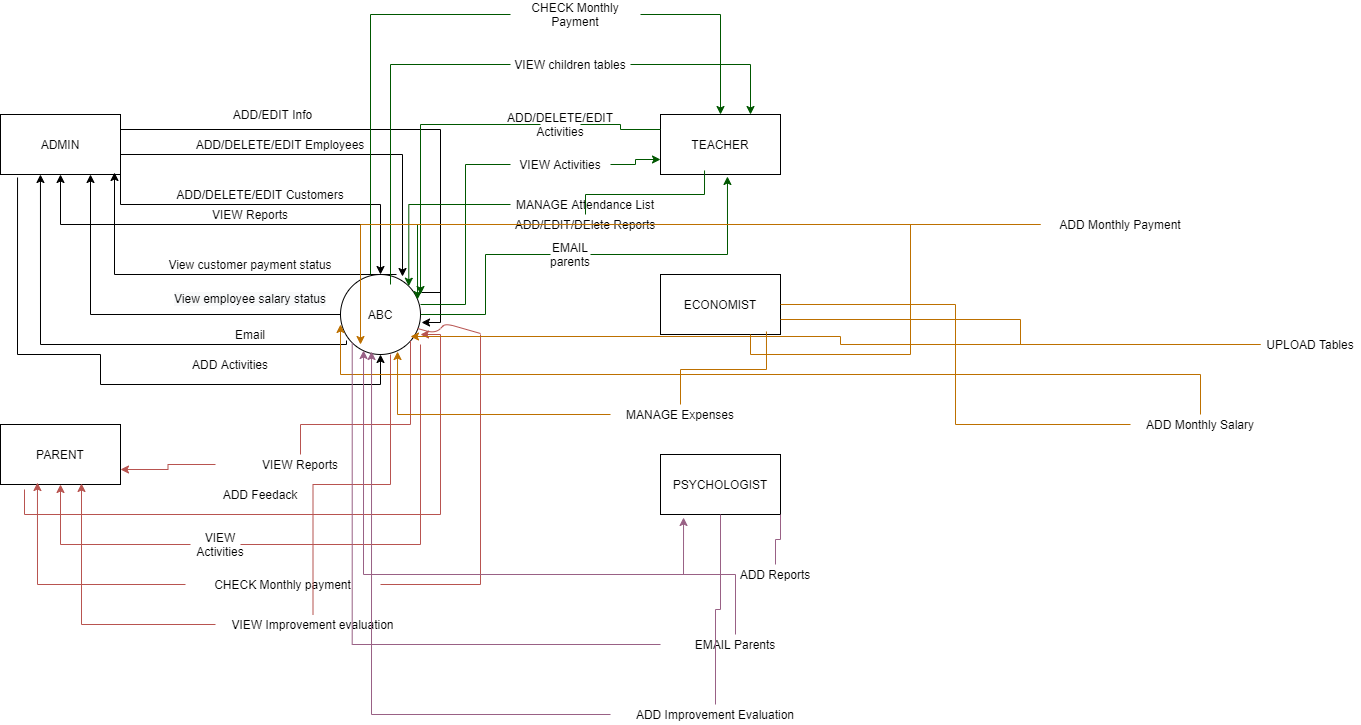 CHECK Monthly
Payment
VIEW children tables
ADD/EDIT Info
ADD/DELETE/EDIT
Activities
ADMIN
ADD/DELETE/EDIT Employees
TEACHER
VIEW Activities
ADD/DELETE/EDIT Customers
MANAGE Attendance List
VIEW Reports
ADD/EDIT/DElete Reports
ADD Monthly Payment
EMAIL
parents
View customer payment status
View employee salary status
ECONOMIST
ABC
Email
UPLOAD Tables
ADD Activities
MANAGE Expenses
ADD Monthly Salary
PARENT
VIEW Reports
PSYCHOLOGIST
ADD Feedack
VIEW
Activities
ADD Reports
CHECK Monthly payment
VIEW Improvement evaluation
EMAIL Parents
ADD Improvement Evaluation